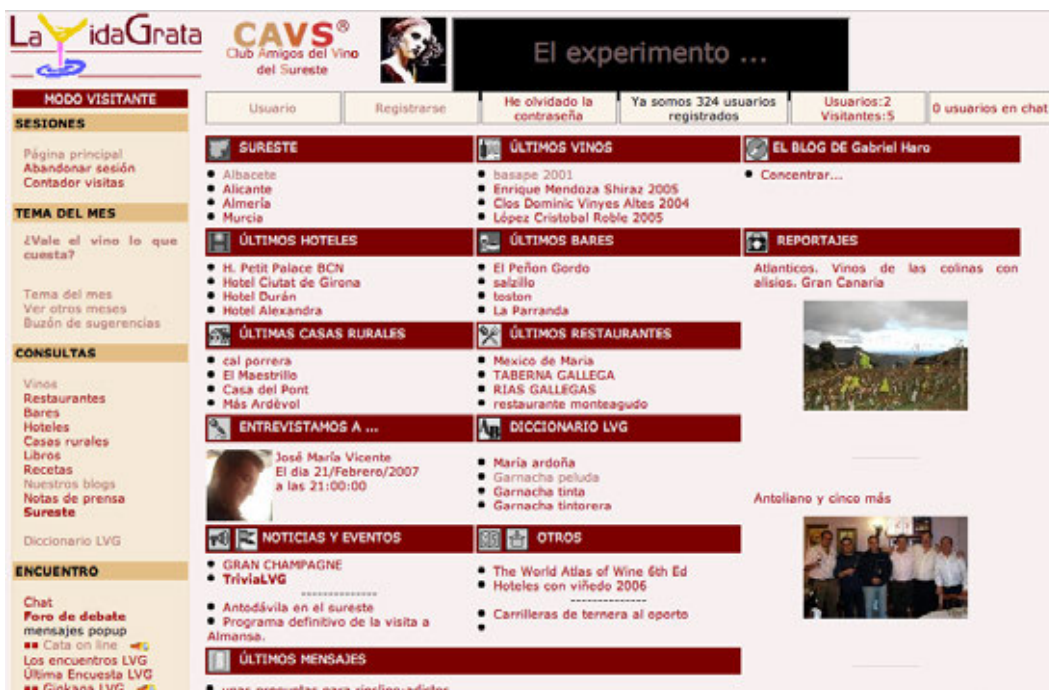 La VidaGrata
CAVS®
Club Amigos del Vino
del Sureste
El experimento ...
MODO VISITANTE
Usuario
Registrarse
He olvidado la
contraseña
Ya somos 324 usuarios
registrados
Usuarios:2
Visitantes:5
0 usuarios en chat
SESIONES
Página principal
Abandonar sesión
Contador visitas
TEMA DEL MES
¿Vale el vino lo que
cuesta?
Tema del mes
Ver otros meses
Buzón de sugerencias
CONSULTAS
Vinos
Restaurantes
Bares
Hoteles
Casas rurales
Libros
Recetas
Nuestros blogs
Notas de prensa
Sureste
Diccionario LVG
ENCUENTRO
Chat
Foro de debate
mensajes popup
Cata on line
Los encuentros LVG
Última Encuesta LVG
Ginkana LVG
SURESTE
Albacete
Alicante
Almería
Murcia
ÚLTIMOS VINOS
basape 2001
Enrique Mendoza Shiraz 2005
Clos Dominic Vinyes Altes 2004
López Cristobal Roble 2005
EL BLOG DE Gabriel Haro
Concentrar...
ÚLTIMOS HOTELES
H. Petit Palace BCN
Hotel Ciutat de Girona
Hotel Durán
Hotel Alexandra
ÚLTIMOS BARES
El Peñon Gordo
salzillo
toston
La Parranda
REPORTAJES
Atlanticos. Vinos de las colinas con
alisios. Gran Canaria
ÚLTIMAS CASAS RURALES
cal porrera
El Maestrillo
Casa del Pont
Más Ardèvol
ÚLTIMOS RESTAURANTES
Mexico de Maria
TABERNA GALLEGA
RIAS GALLEGAS
restaurante monteagudo
ENTREVISTAMOS A ...
José María Vicente
El dia 21/Febrero/2007
a las 21:00:00
DICCIONARIO LVG
María ardoña
Garnacha peluda
Garnacha tinta
Garnacha tintorera
Antoliano y cinco más
NOTICIAS Y EVENTOS
GRAN CHAMPAGNE
TriviaLVG
--------------
Antodávila en el sureste
Programa definitivo de la visita a
Almansa.
OTROS
The World Atlas of Wine 6th Ed
Hoteles con viñedo 2006
--------------
Carrilleras de ternera al oporto
ÚLTIMOS MENSAJES
unas preguntas para riesling-adictos